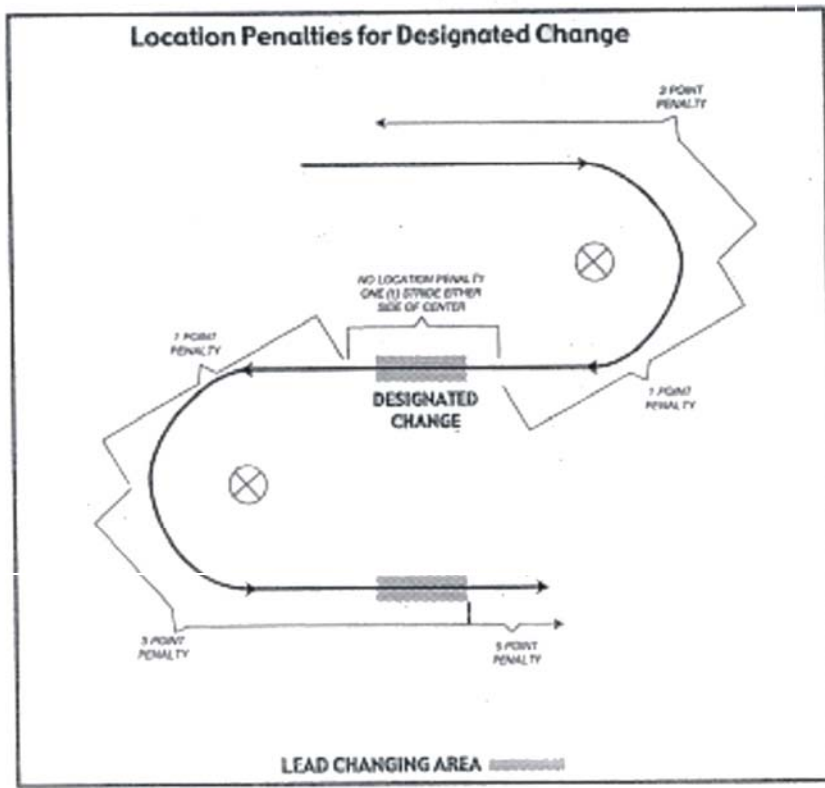 Location Penalties for Designated Change
3 POINT
PENALTY
NO LOCATION PENALTY
ONE (1) STRIDE EITHER
SIDE OF CENTER
1 POINT
PENALTY
DESIGNATED
CHANGE
1 POINT
PENALTY
3 POINT
PENALTY
5 POINT
PENALTY
LEAD CHANGING AREA